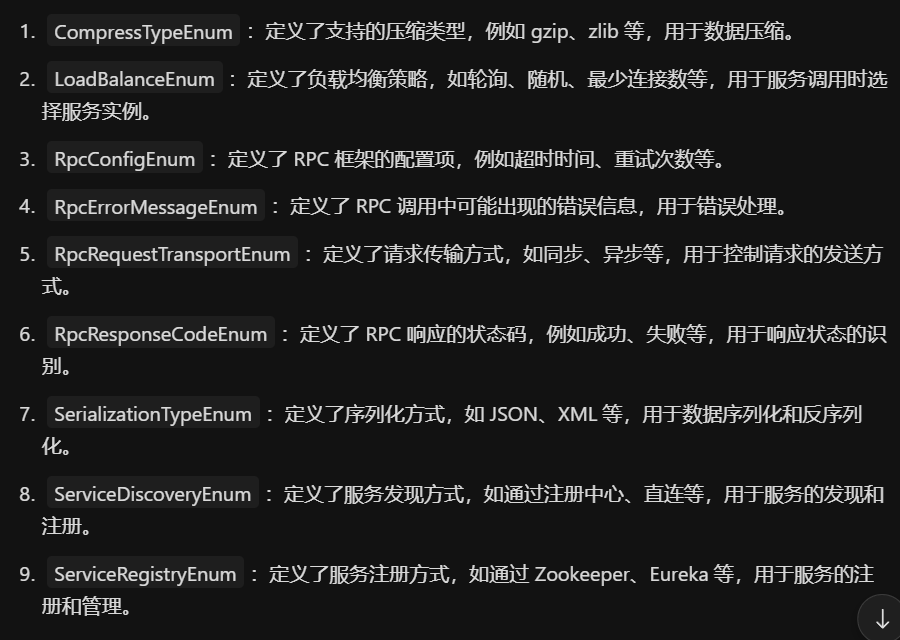 1. CompressTypeEnum ：定义了支持的压缩类型，例如 gzip、zlib 等，用于数据压缩。
2. LoadBalanceEnum ：定义了负载均衡策略，如轮询、随机、最少连接数等，用于服务调用时选
择服务实例。
3. RpcConfigEnum ：定义了 RPC 框架的配置项，例如超时时间、重试次数等。
4. RpcErrorMessageEnum ：定义了 RPC 调用中可能出现的错误信息，用于错误处理。
5. RpcRequestTransportEnum ：定义了请求传输方式，如同步、异步等，用于控制请求的发送方
式。
6. RpcResponseCodeEnum ：定义了 RPC 响应的状态码，例如成功、失败等，用于响应状态的识
别。
7. SerializationTypeEnum ：定义了序列化方式，如 JSON、XML 等，用于数据序列化和反序列
化。
8. ServiceDiscoveryEnum ：定义了服务发现方式，如通过注册中心、直连等，用于服务的发现和
注册。
9. ServiceRegistryEnum ：定义了服务注册方式，如通过 Zookeeper、Eureka 等，用于服务的注
册和管理。